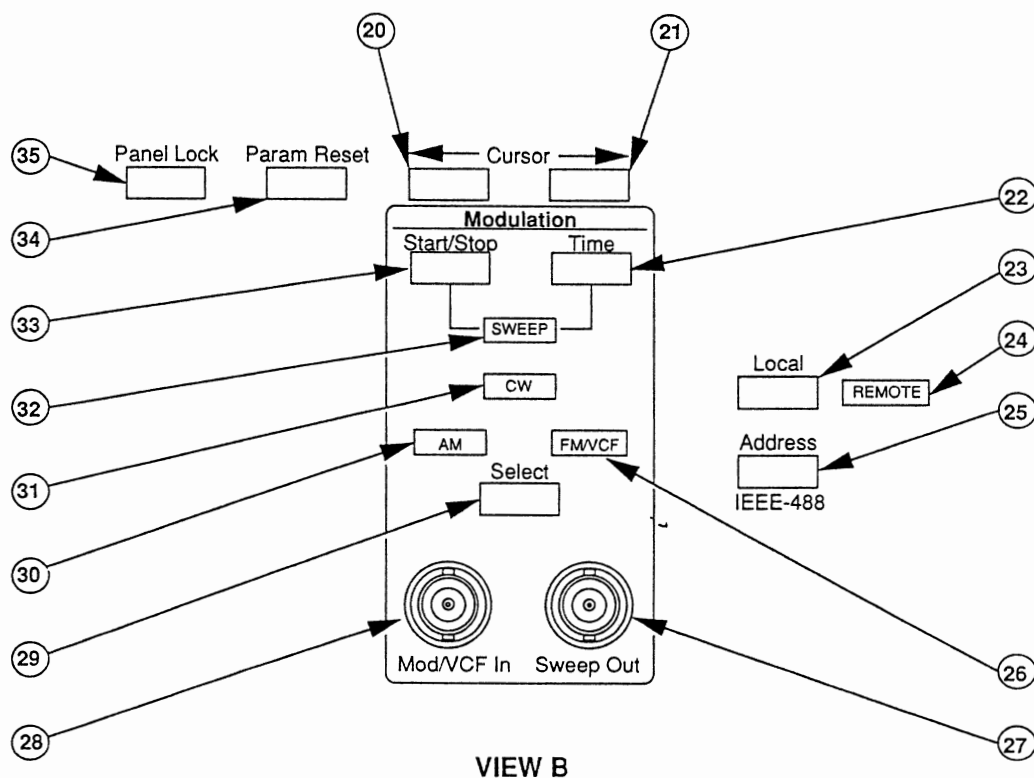 20
21
35
Panel Lock
Param Reset
Cursor
22
34
Modulation
Start/Stop
Time
23
33
SWEEP
24
Local
32
CW
REMOTE
25
AM
FM/VCF
Address
31
Select
IEEE-488
30
29
Mod/VCF In
Sweep Out
26
28
27
VIEW B